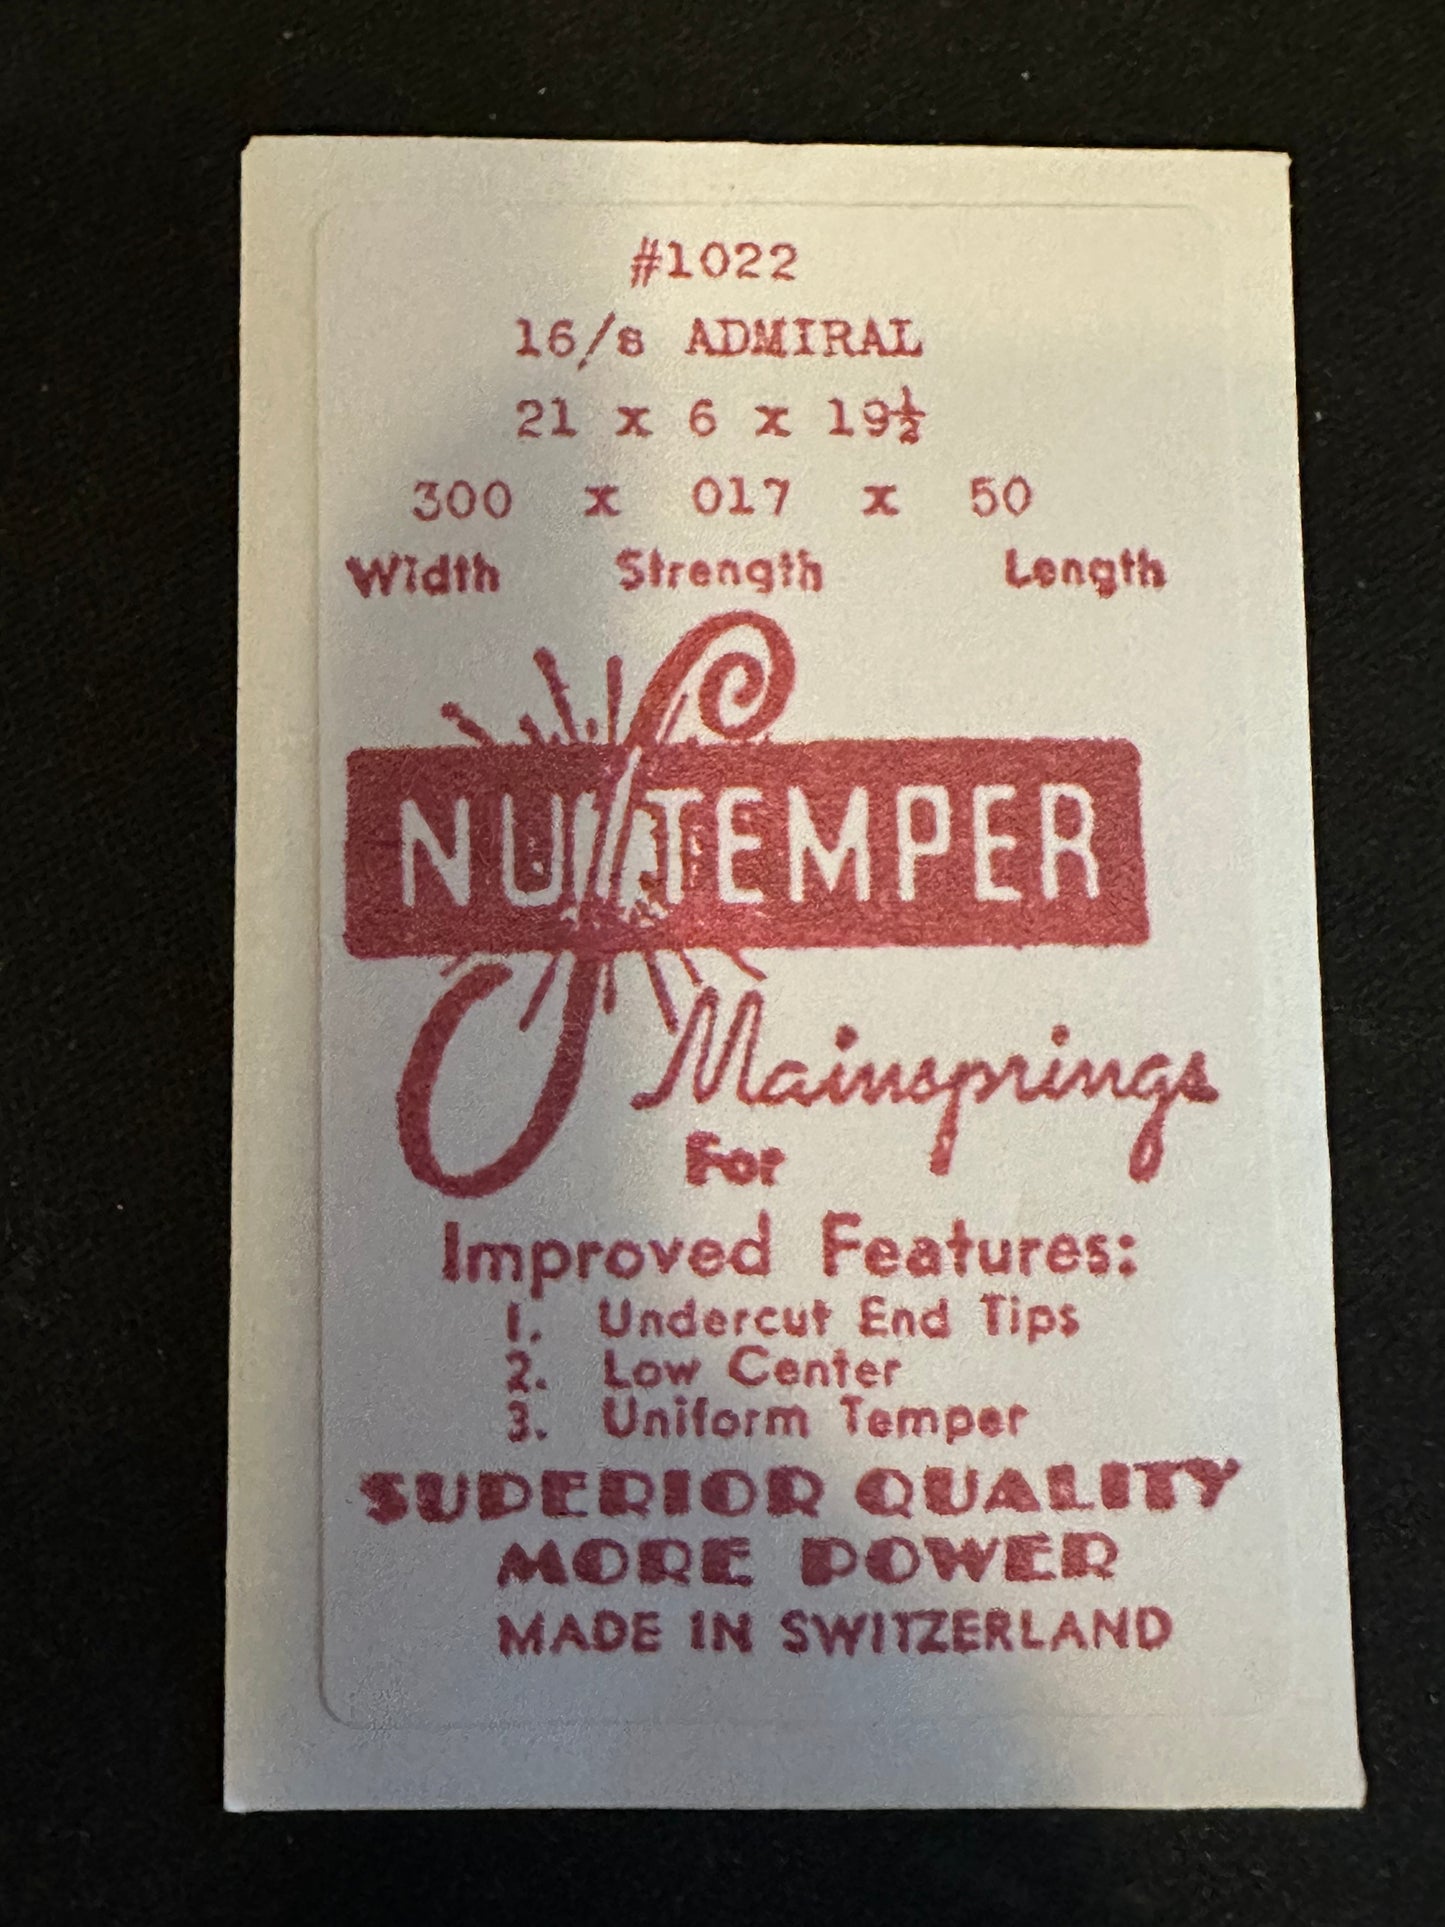 #1022
16/s ADMIRAL
21 x 6 x 19½
300 x 017 x 50
Width Strength Length
NU TEMPER
Mainsprings
For
Improved Features:
1. Undercut End Tips
2. Low Center
3. Uniform Temper
SUPERIOR QUALITY
MORE POWER
MADE IN SWITZERLAND